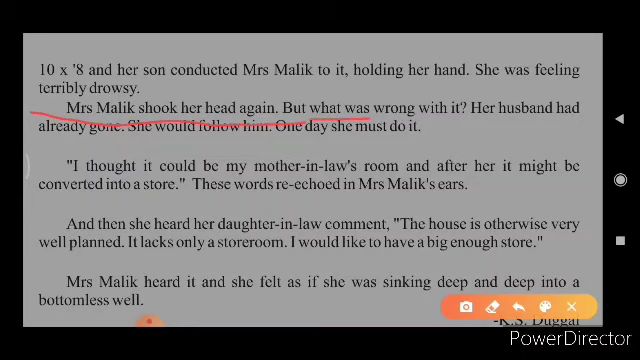 10 x '8 and her son conducted Mrs Malik to it, holding her hand. She was feeling
terribly drowsy.
Mrs Malik shook her head again. But what was wrong with it? Her husband had
already gone. She would follow him. One day she must do it.
"I thought it could be my mother-in-law's room and after her it might be
converted into a store." These words re-echoed in Mrs Malik's ears.
And then she heard her daughter-in-law comment, "The house is otherwise very
well planned. It lacks only a storeroom. I would like to have a big enough store."
Mrs Malik heard it and she felt as if she was sinking deep and deep into a
bottomless well.
-K.S. Duggal
PowerDirector